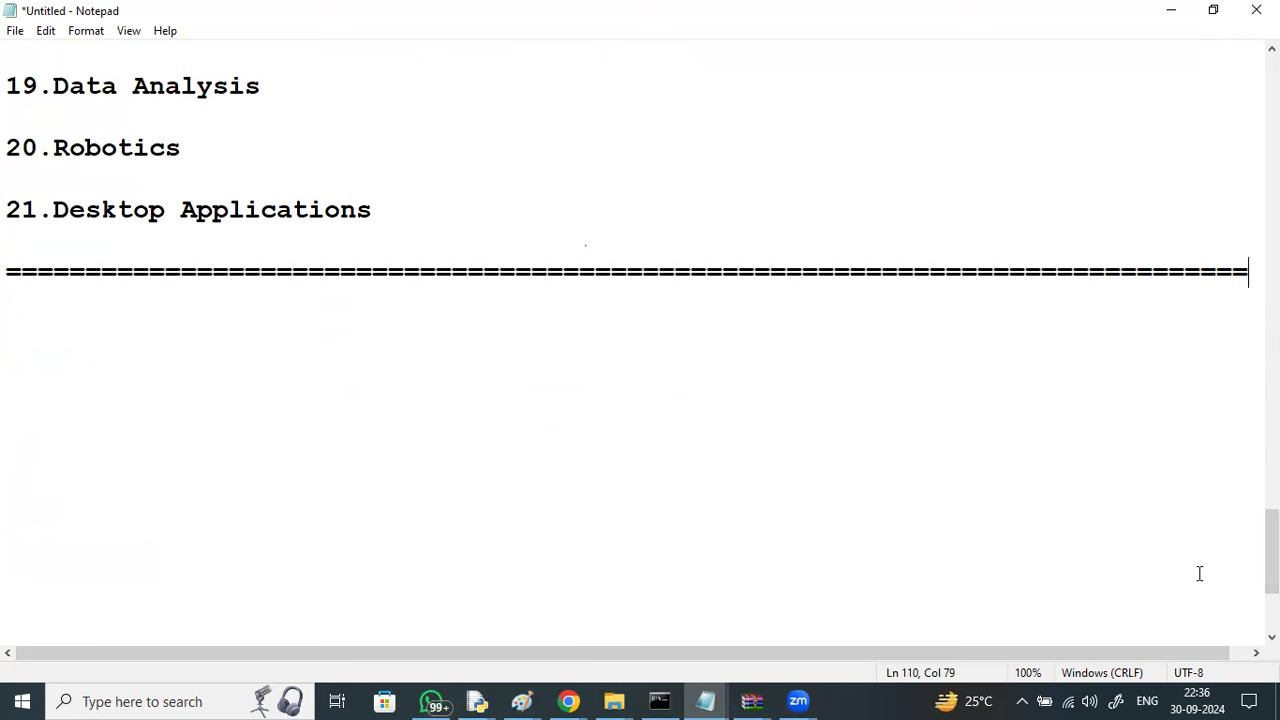 *Untitled - Notepad
File Edit Format View Help
19.Data Analysis
20.Robotics
21.Desktop Applications
==============================================================================
Ln 110, Col 79 100% Windows (CRLF) UTF-8
Type here to search
99+
zm
25°C
ENG
22:36
30-09-2024